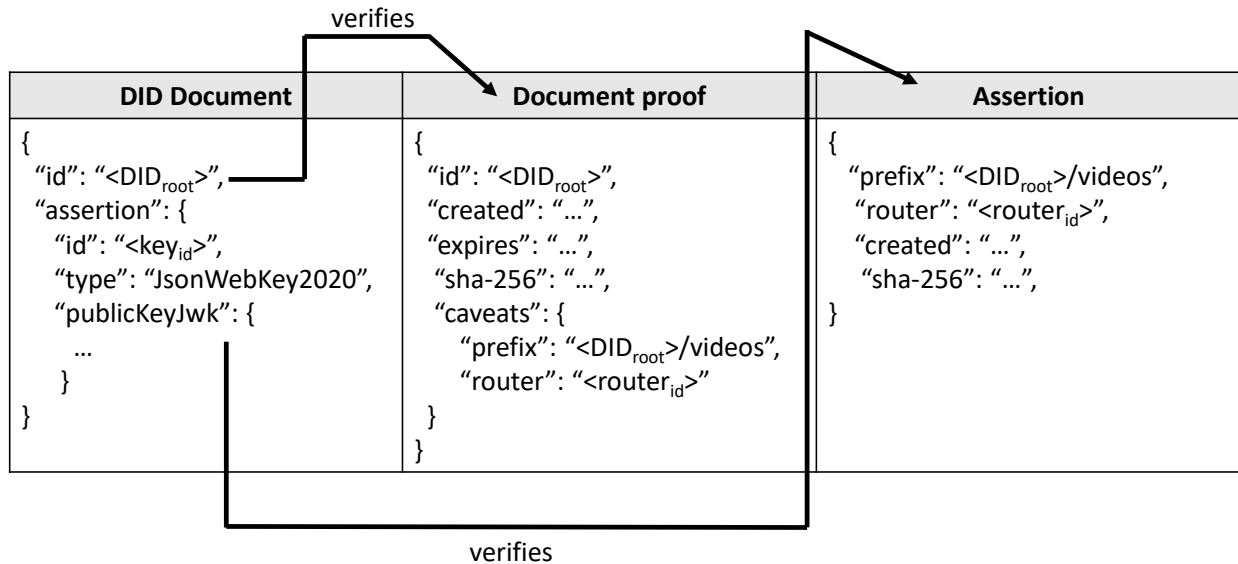 verifies
DID Document
Document proof
Assertion
{
“id”: “<DIDroot>”,
“assertion”: {
“id”: “<keyid>”,
“type”: “JsonWebKey2020”,
“publicKeyJwk”: {
...
}
}
{
“id”: “<DIDroot>”,
“created”: “...”,
“expires”: “...”,
“sha-256”: “...”,
“caveats”: {
“prefix”: “<DIDroot>/videos”,
“router”: “<routerid>”
}
}
{
“prefix”: “<DIDroot>/videos”,
“router”: “<routerid>”,
“created”: “...”,
“sha-256”: “...”,
}
verifies